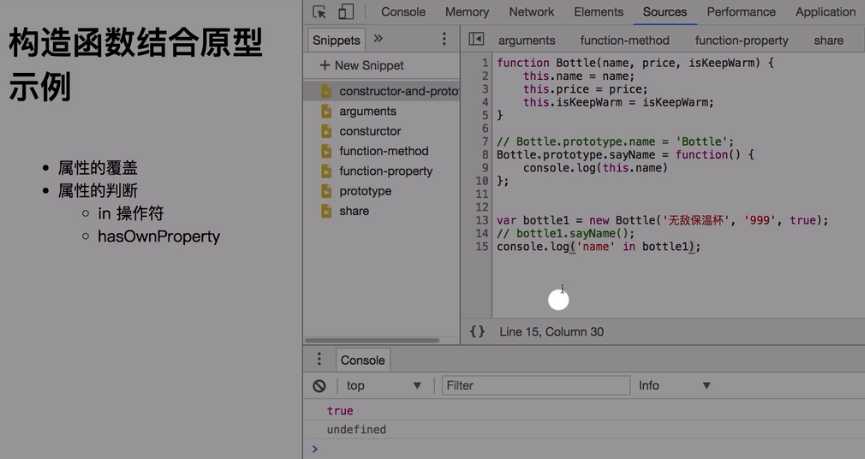 构造函数结合原型
示例
属性的覆盖
属性的判断
in 操作符
hasOwnProperty
Console Memory Network Elements Sources Performance Application
Snippets »
+ New Snippet
constructor-and-proto
arguments
consturctor
function-method
function-property
prototype
share
arguments function-method function-property share
1 function Bottle(name, price, isKeepWarm) {
2 this.name = name;
3 this.price = price;
4 this.isKeepWarm = isKeepWarm;
5 }
6
7 // Bottle.prototype.name = 'Bottle';
8 Bottle.prototype.sayName = function() {
9 console.log(this.name)
10 };
11
12
13 var bottle1 = new Bottle('无敌保温杯', '999', true);
14 // bottle1.sayName();
15 console.log('name' in bottle1);
{} Line 15, Column 30
Console
top Filter Info
true
undefined